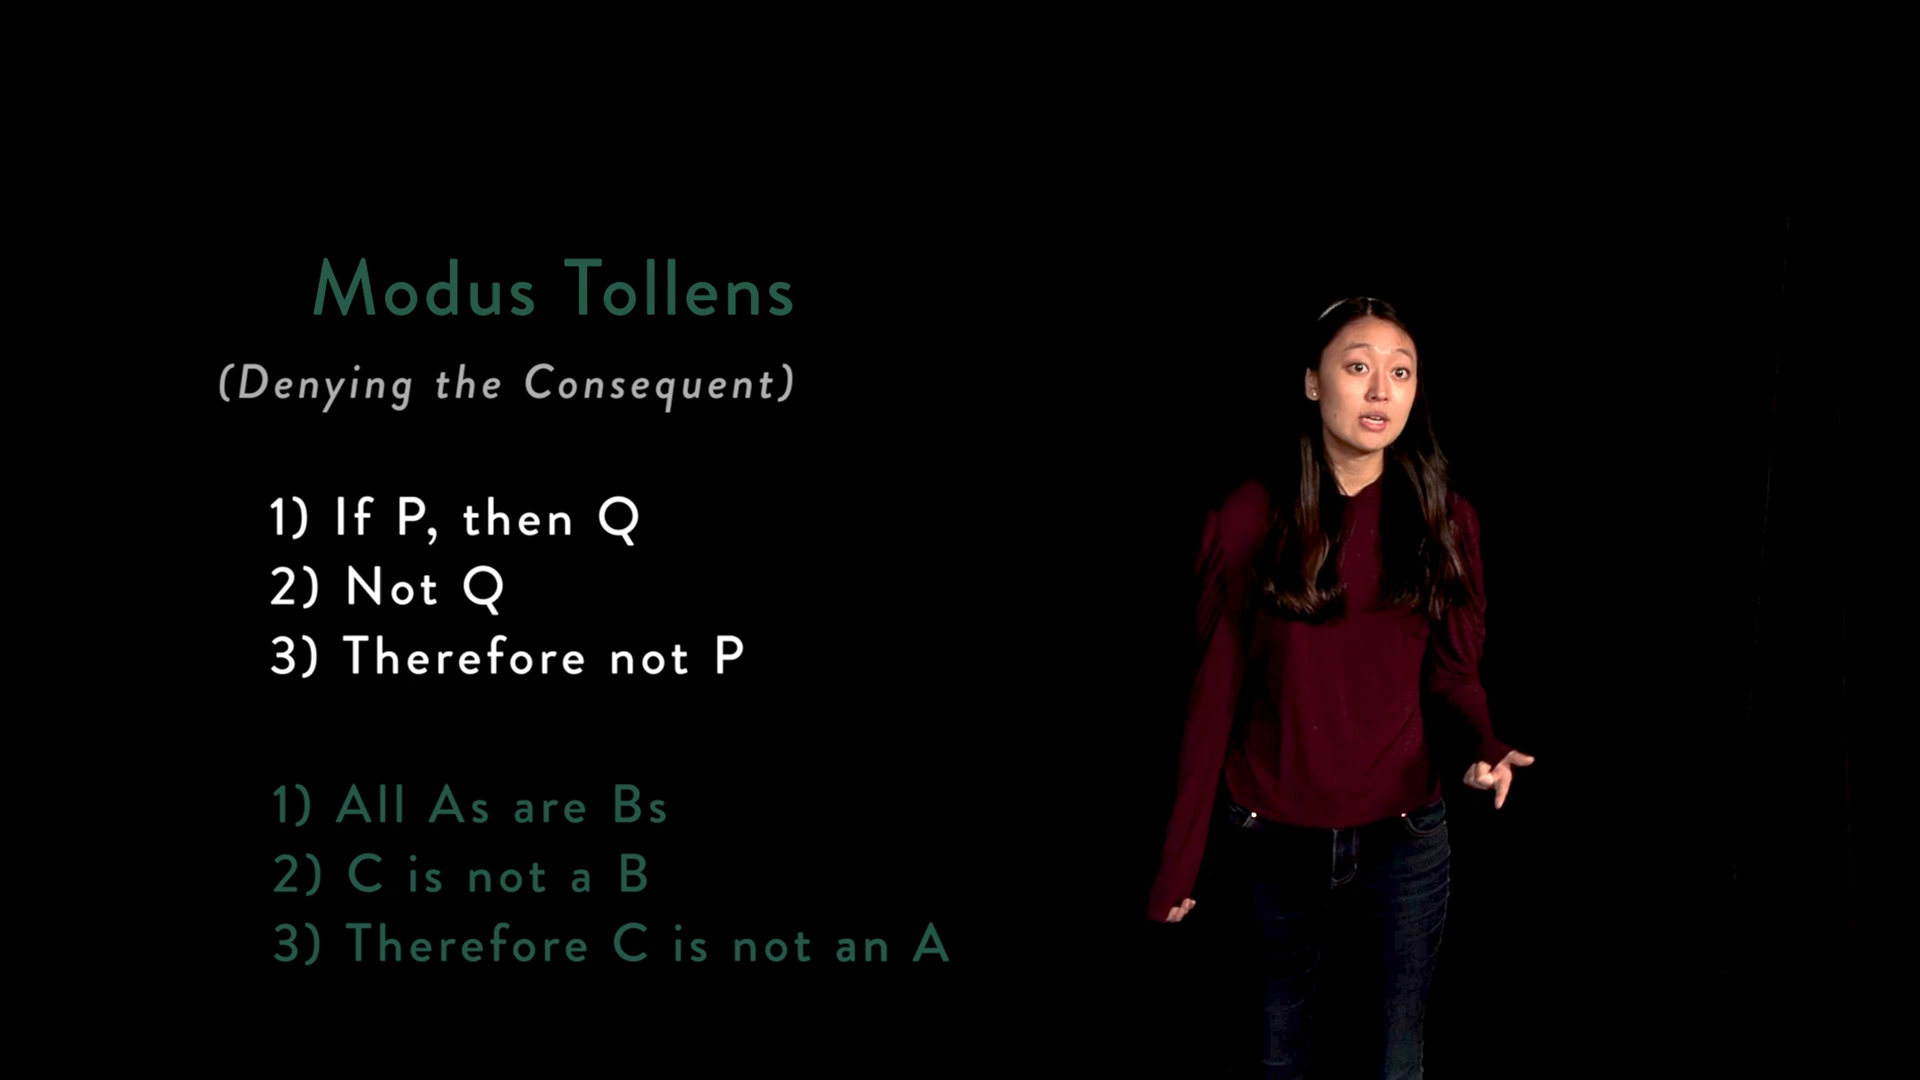 Modus Tollens
(Denying the Consequent)
1) If P, then Q
2) Not Q
3) Therefore not P
1) All As are Bs
2) C is not a B
3) Therefore C is not an A